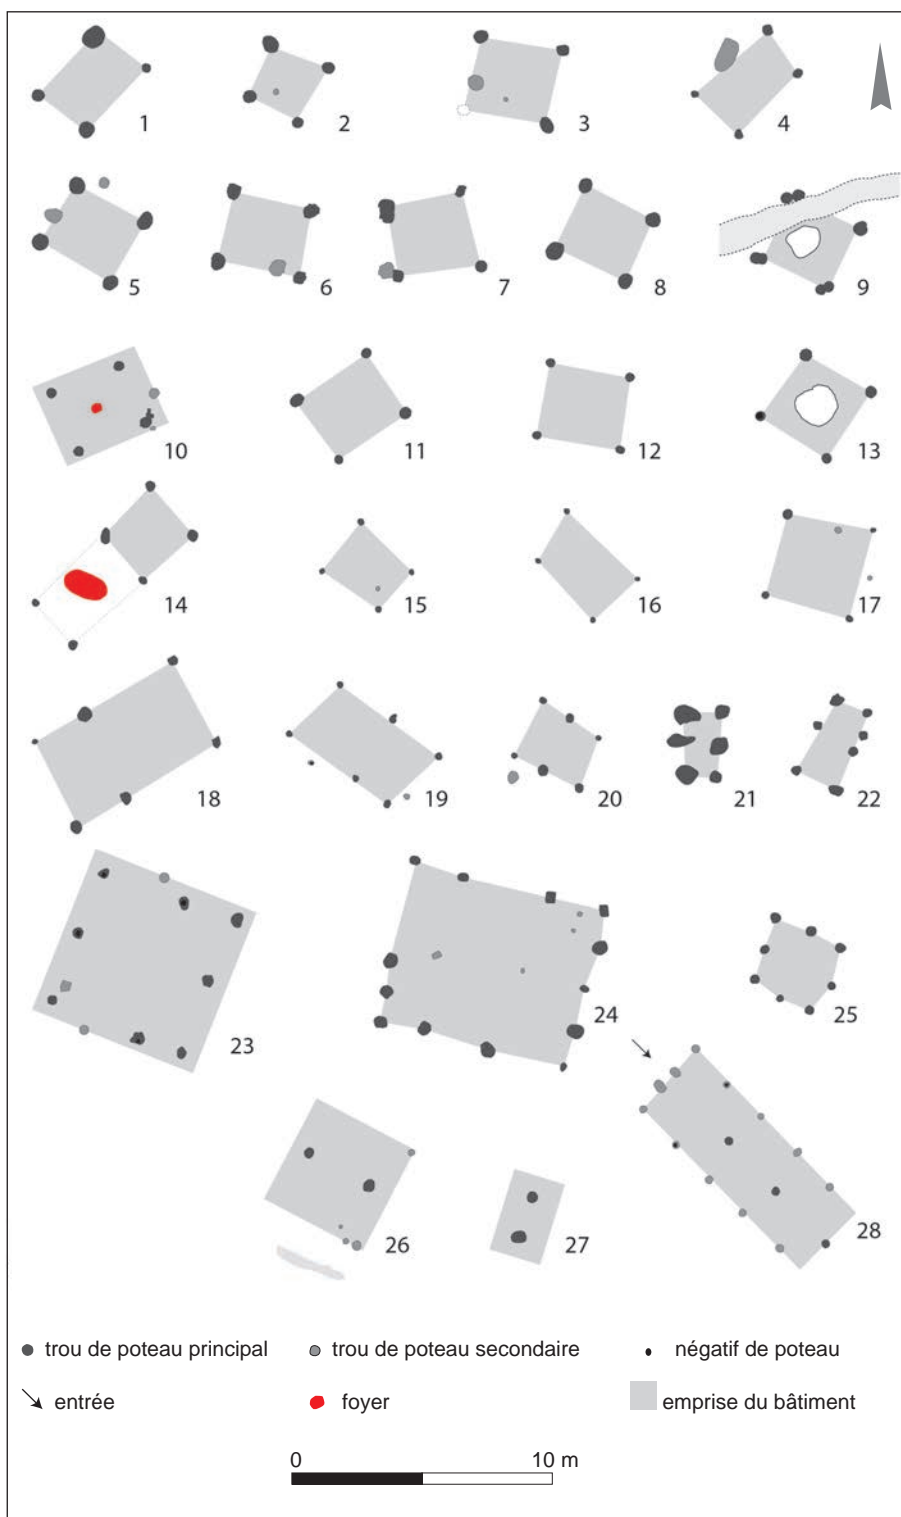 1 2 3 4
5 6 7 8 9
10 11 12 13
14 15 16 17
18 19 20 21 22
23 24 25
26 27 28
trou de poteau principal trou de poteau secondaire négatif de poteau
entrée foyer emprise du bâtiment
0 10 m